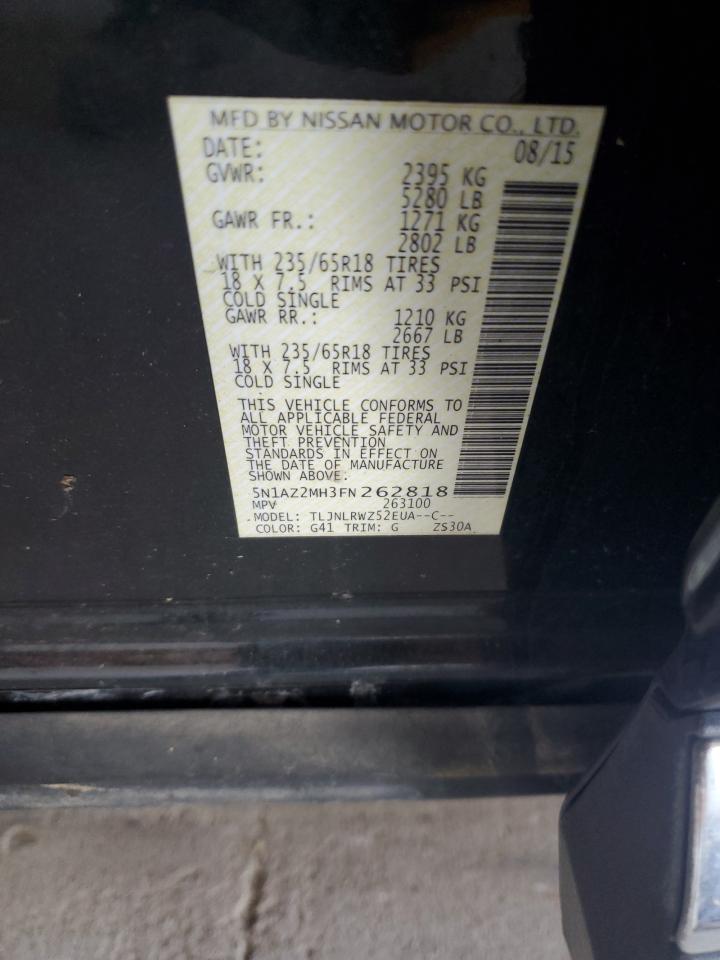 MFD BY NISSAN MOTOR CO., LTD.
DATE: 08/15
GVWR: 2395 KG
5280 LB
GAWR FR.: 1271 KG
2802 LB
WITH 235/65R18 TIRES
18 X 7.5 RIMS AT 33 PSI
COLD SINGLE
GAWR RR.: 1210 KG
2667 LB
WITH 235/65R18 TIRES
18 X 7.5 RIMS AT 33 PSI
COLD SINGLE
THIS VEHICLE CONFORMS TO
ALL APPLICABLE FEDERAL
MOTOR VEHICLE SAFETY AND
THEFT PREVENTION
STANDARDS IN EFFECT ON
THE DATE OF MANUFACTURE
SHOWN ABOVE.
5N1AZ2MH3FN262818
MPV 263100
MODEL: TLJNLRWZ52EUA--C--
COLOR: G41 TRIM: G ZS30A